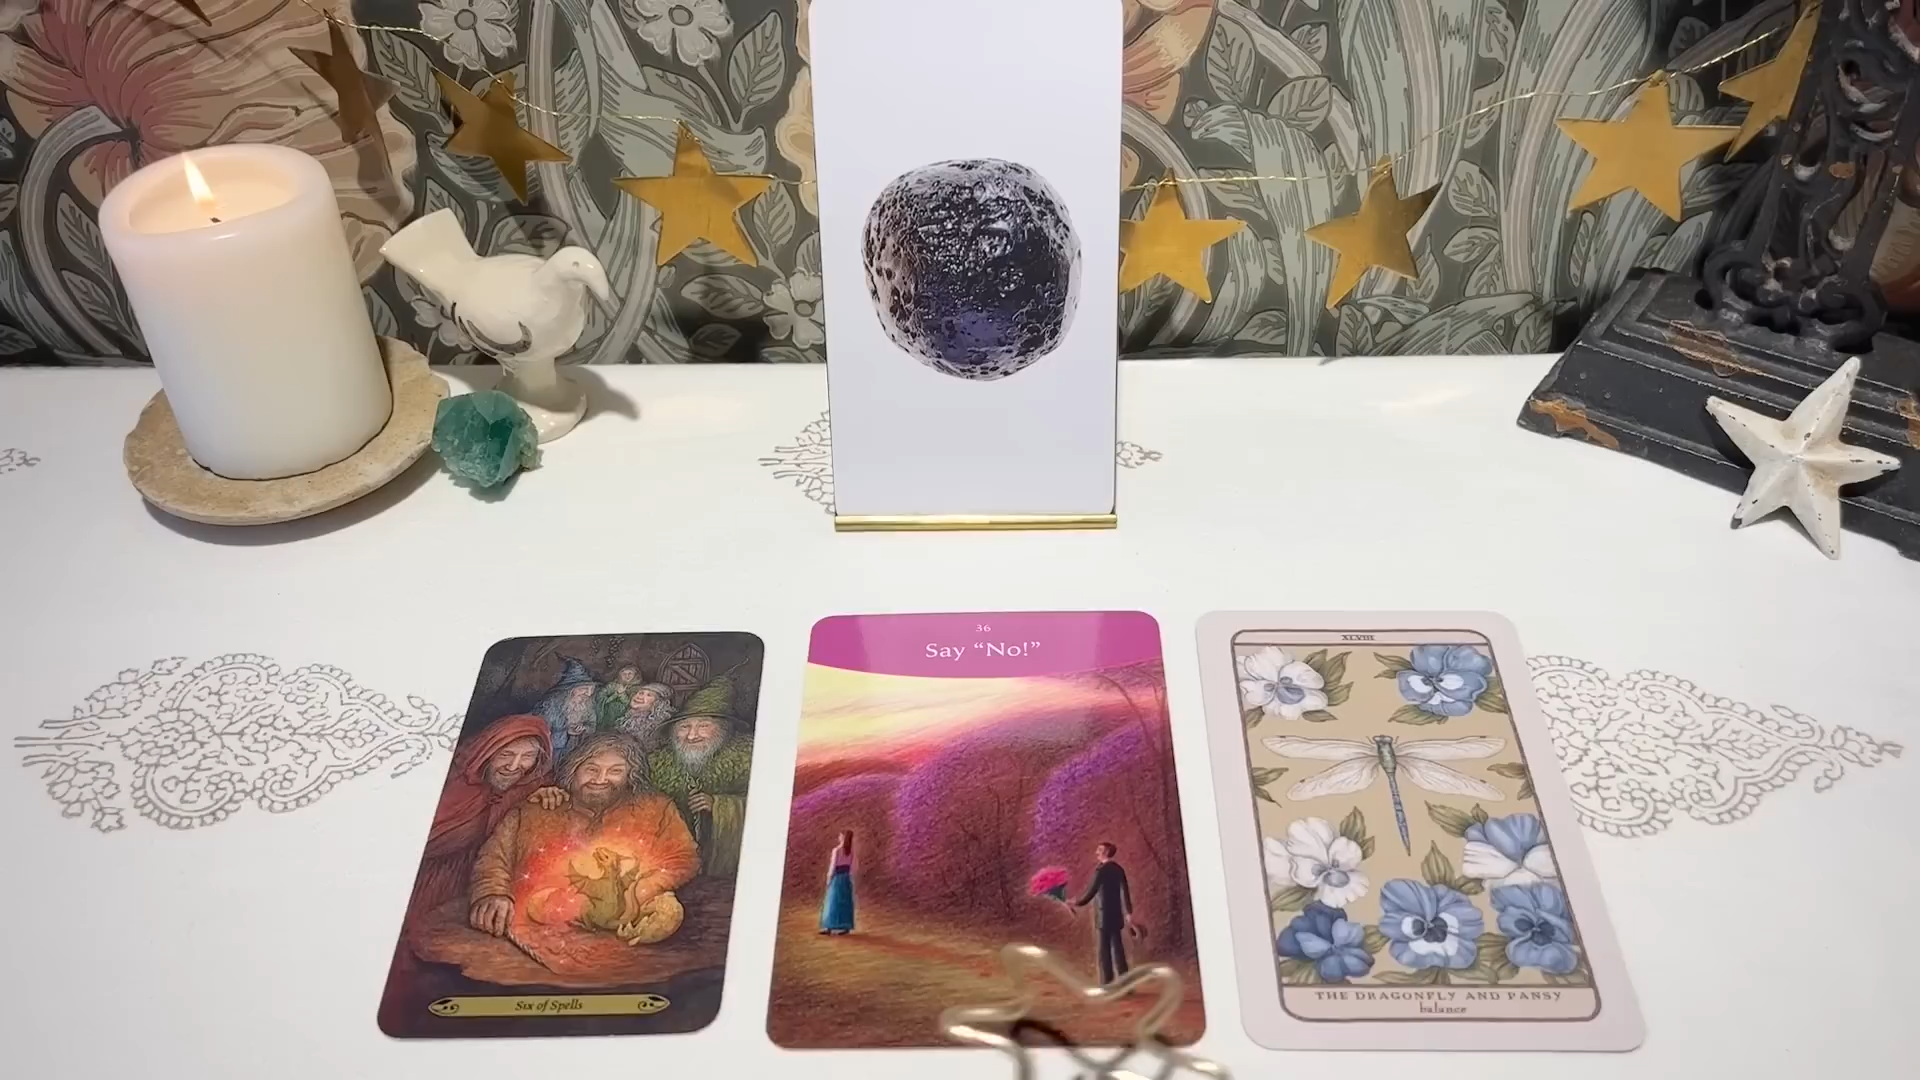 Six of Spells
36
Say “No!”
XLVIII
THE DRAGONFLY AND PANSY
balance